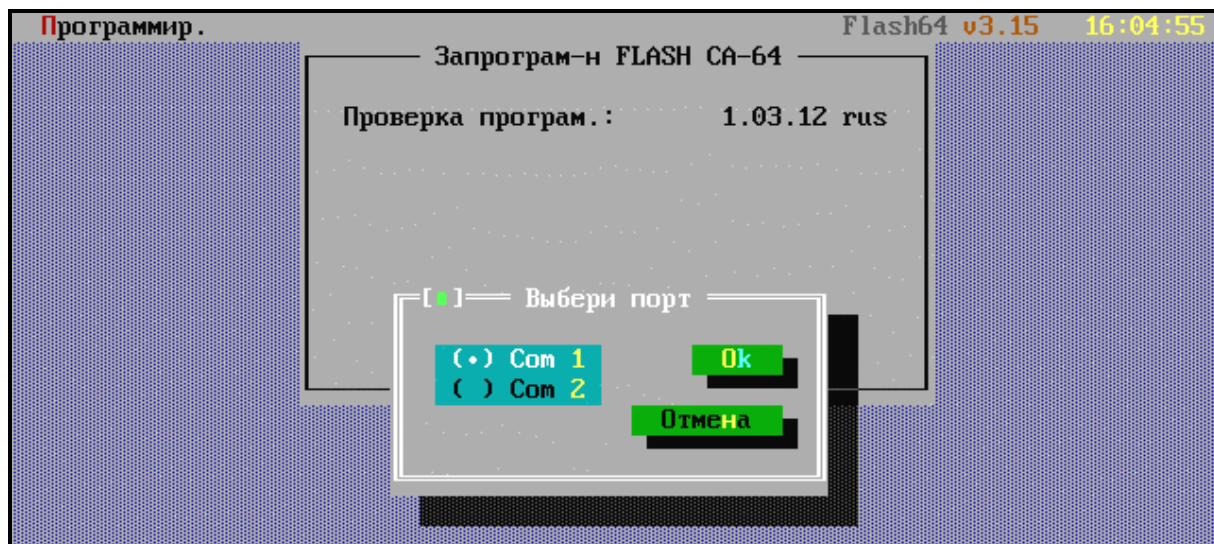 Программир. Flash64 v3.15 16:04:55
Запрограм-н FLASH CA-64
Проверка програм.: 1.03.12 rus
[■] Выбери порт
(•) Com 1 Ok
( ) Com 2
Отмена